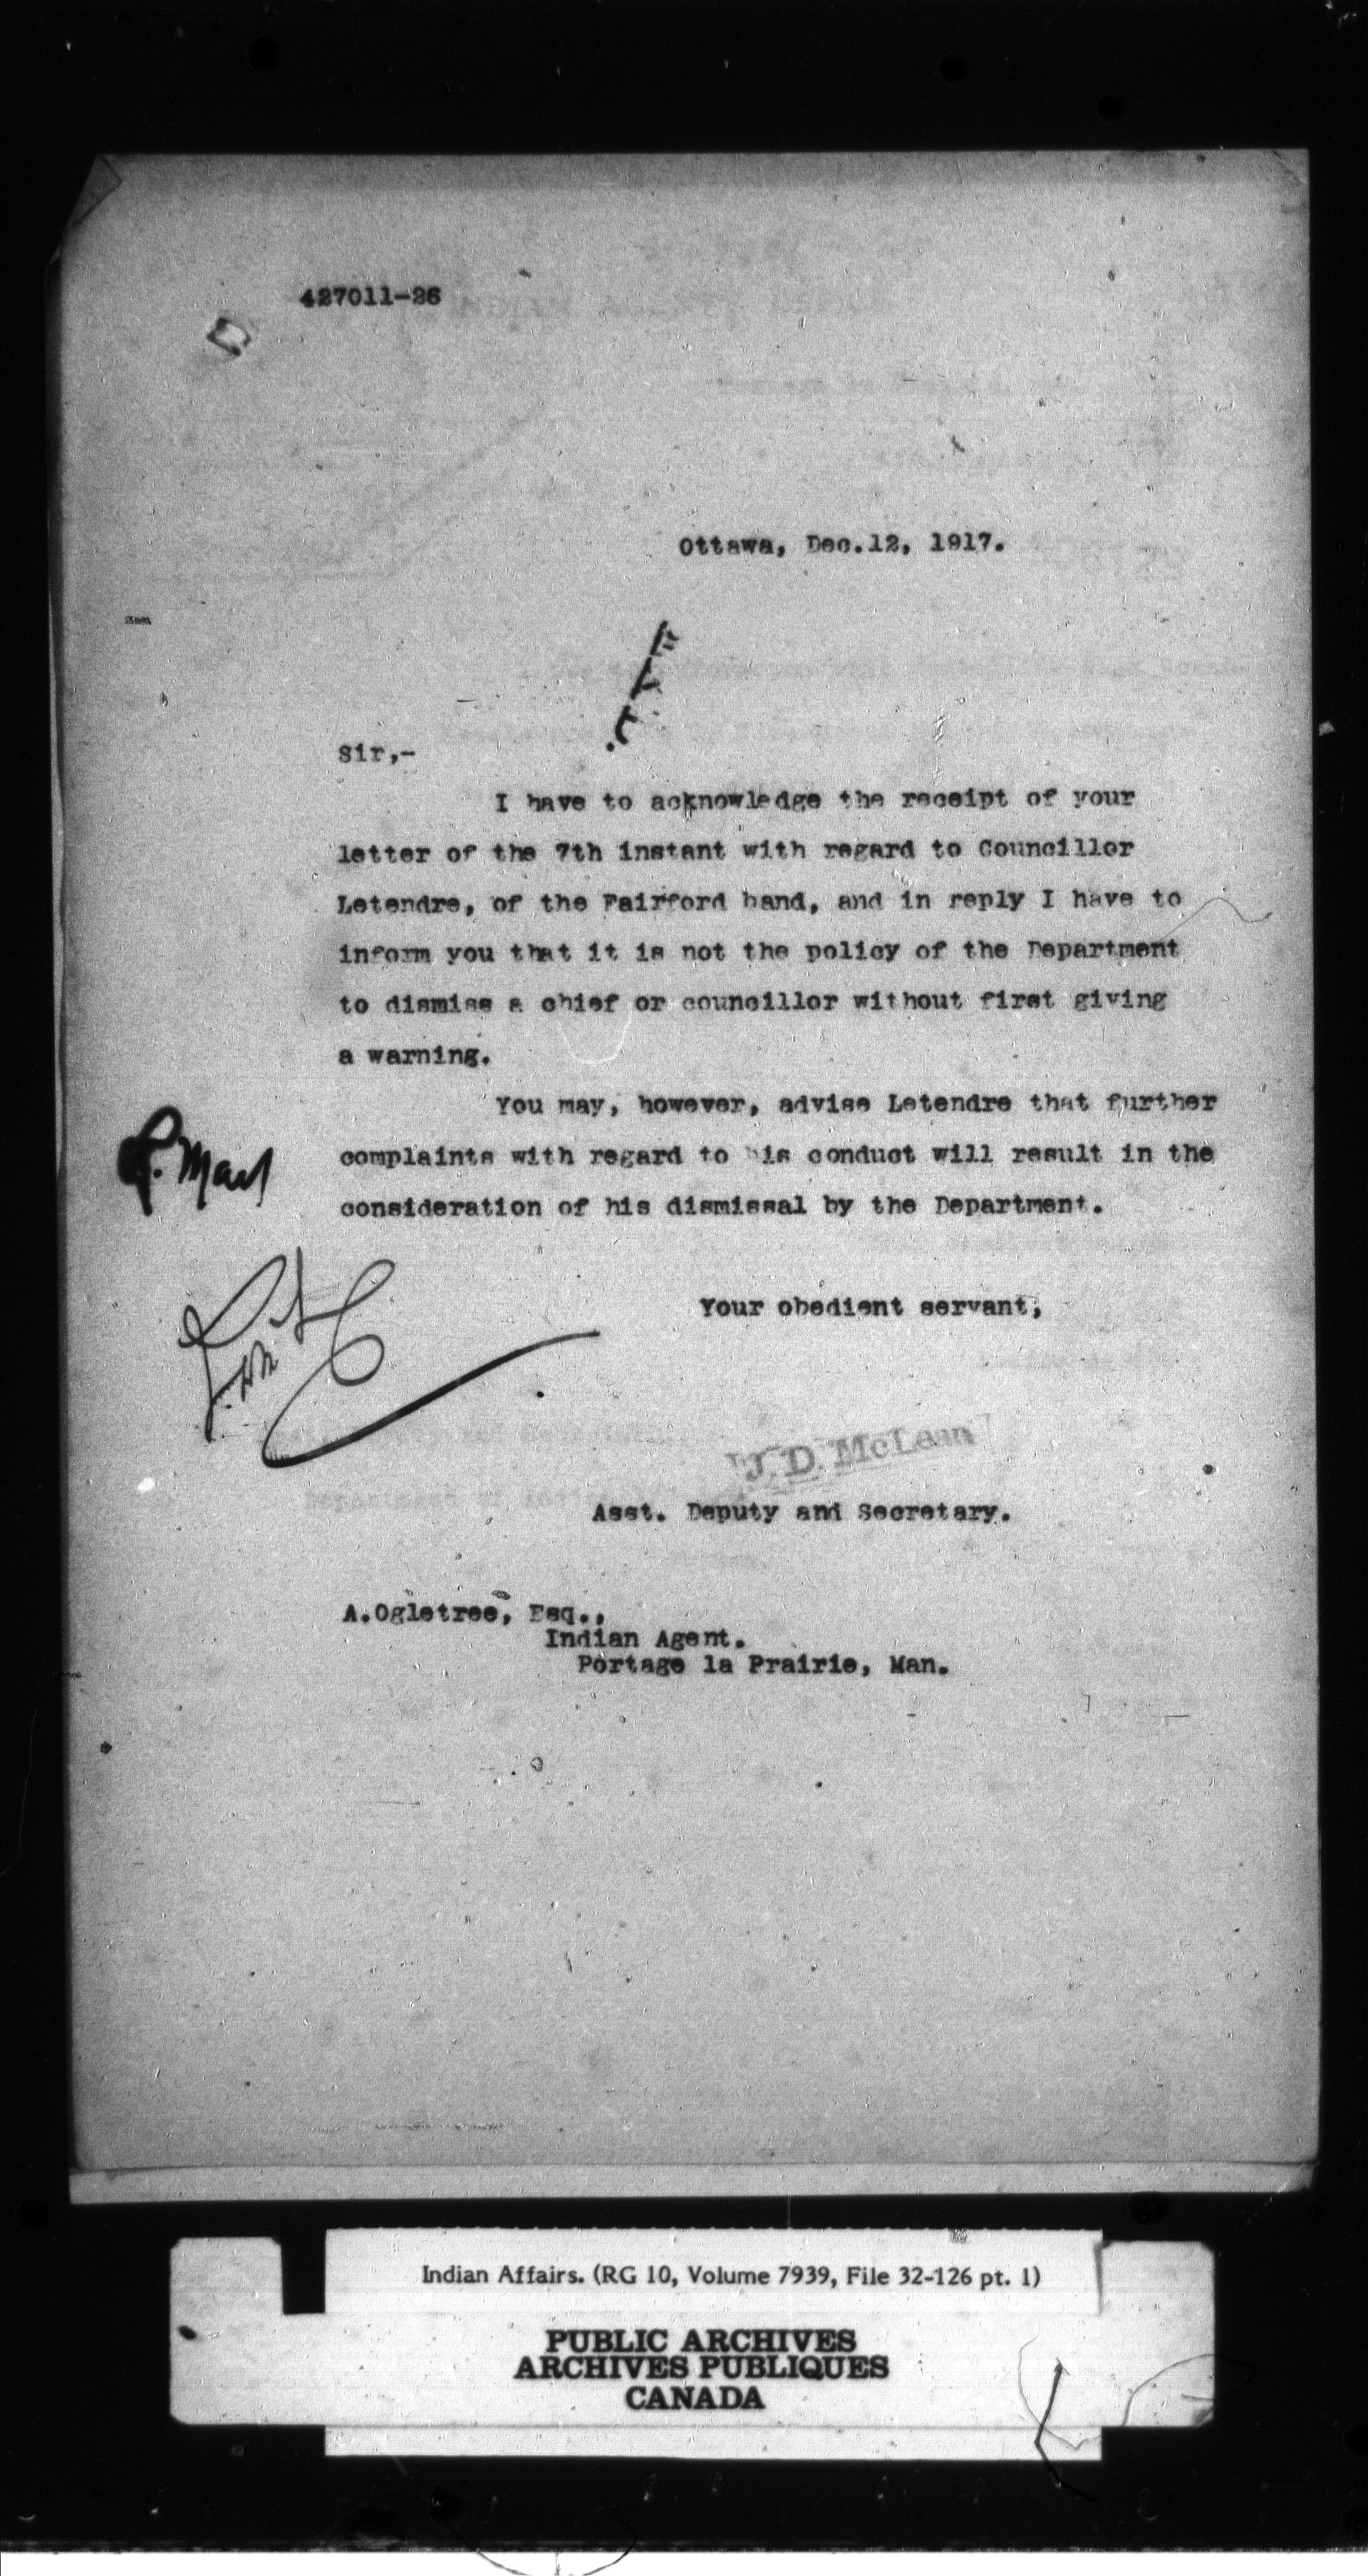 427011-26
Ottawa, Dec.12, 1917.
Sir,-
I have to acknowledge the receipt of your
letter of the 7th instant with regard to Councillor
Letendre, of the Fairford band, and in reply I have to
inform you that it is not the policy of the Department
to dismiss a chief or councillor without first giving
a warning.
You may, however, advise Letendre that further
complaints with regard to his conduct will result in the
consideration of his dismissal by the Department.
Your obedient servant,
J. D. McLean
Asst. Deputy and Secretary.
A.Ogletree, Esq.,
Indian Agent.
Portage la Prairie, Man.
Indian Affairs. (RG 10, Volume 7939, File 32-126 pt. 1)
PUBLIC ARCHIVES
ARCHIVES PUBLIQUES
CANADA